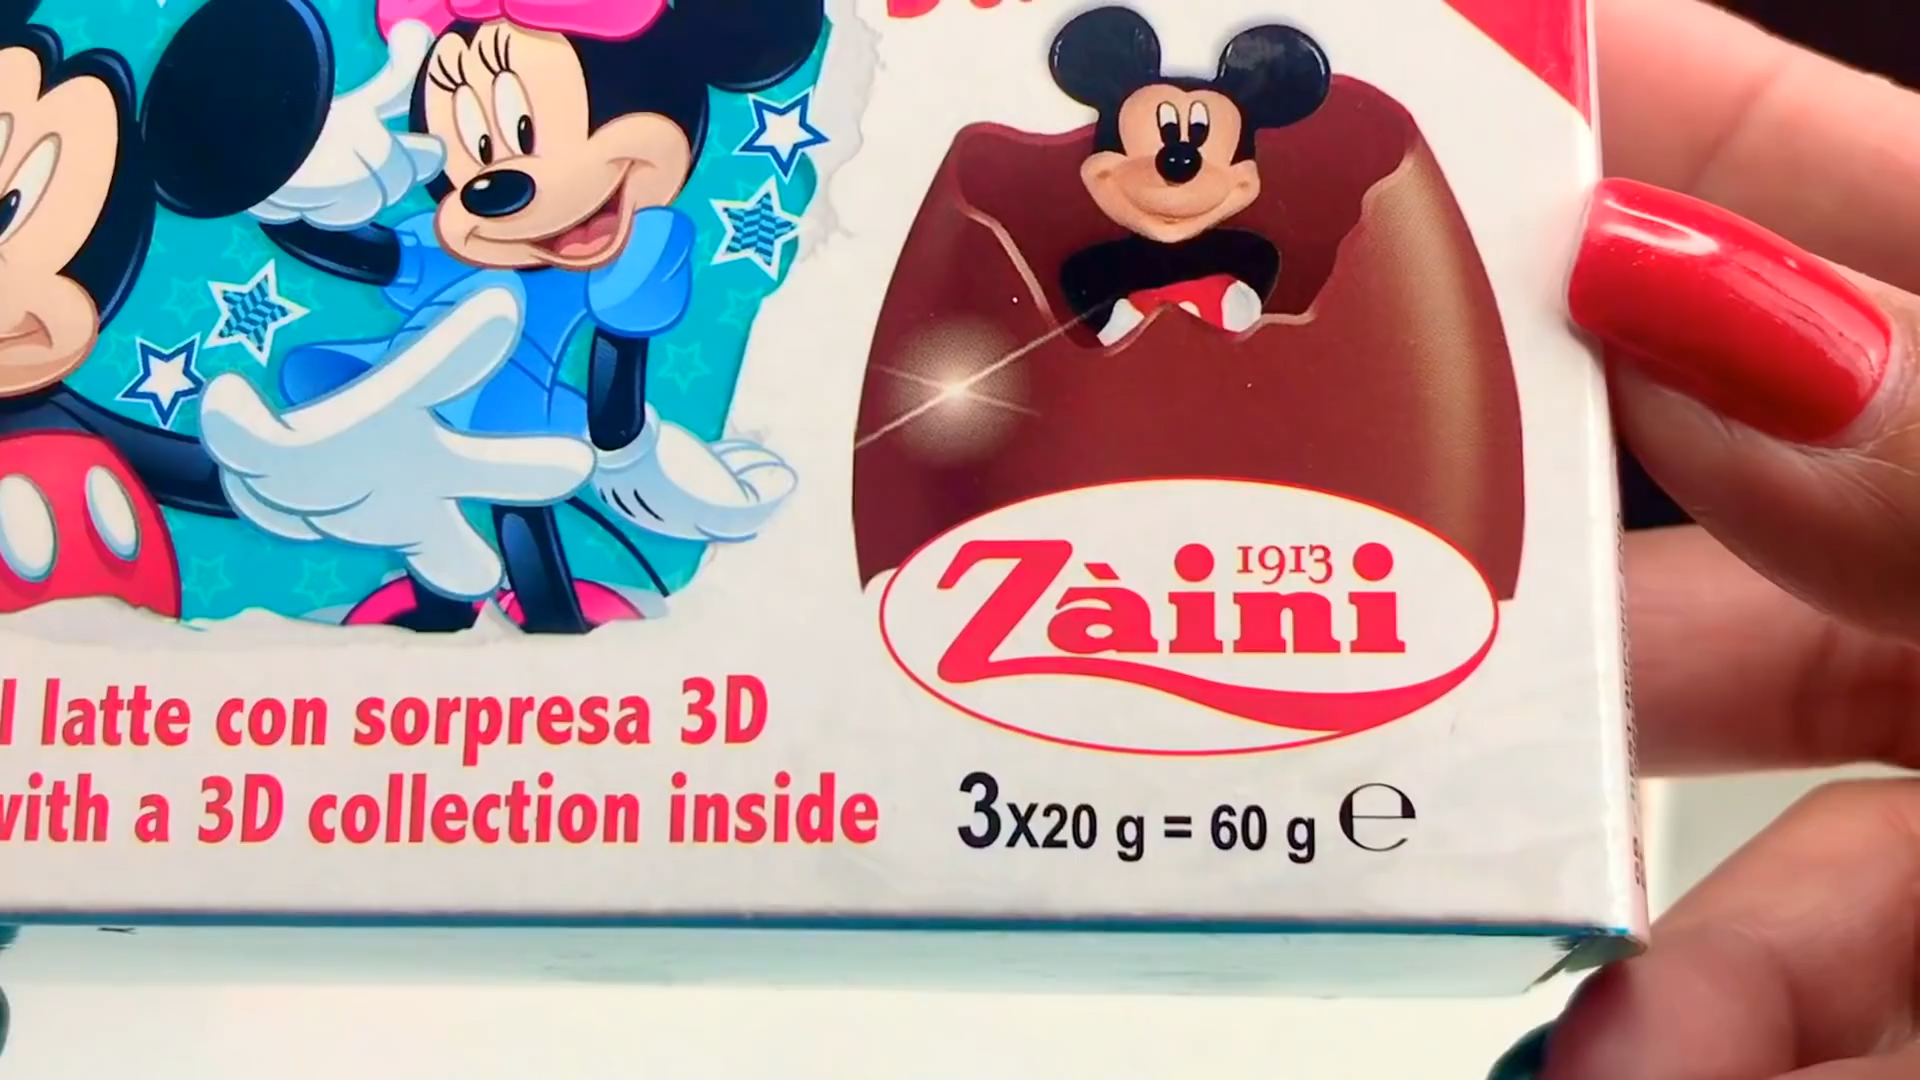 1913
Zàini
l latte con sorpresa 3D
with a 3D collection inside
3x20 g = 60 g ℮